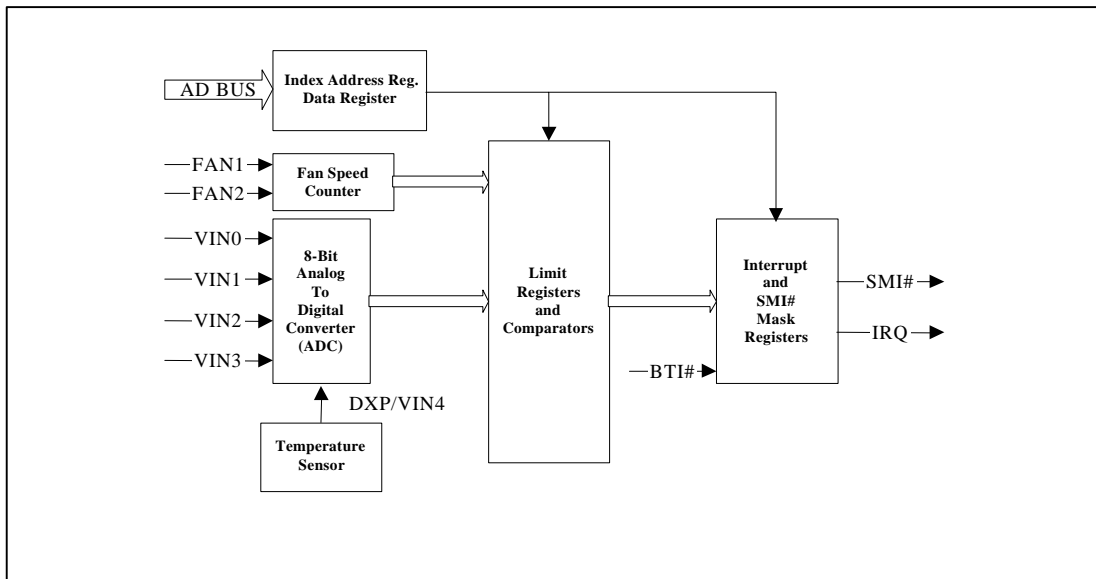 AD BUS
Index Address Reg.
Data Register
FAN1
FAN2
Fan Speed
Counter
VIN0
VIN1
VIN2
VIN3
8-Bit
Analog
To
Digital
Converter
(ADC)
DXP/VIN4
Temperature
Sensor
Limit
Registers
and
Comparators
BTI#
Interrupt
and
SMI#
Mask
Registers
SMI#
IRQ